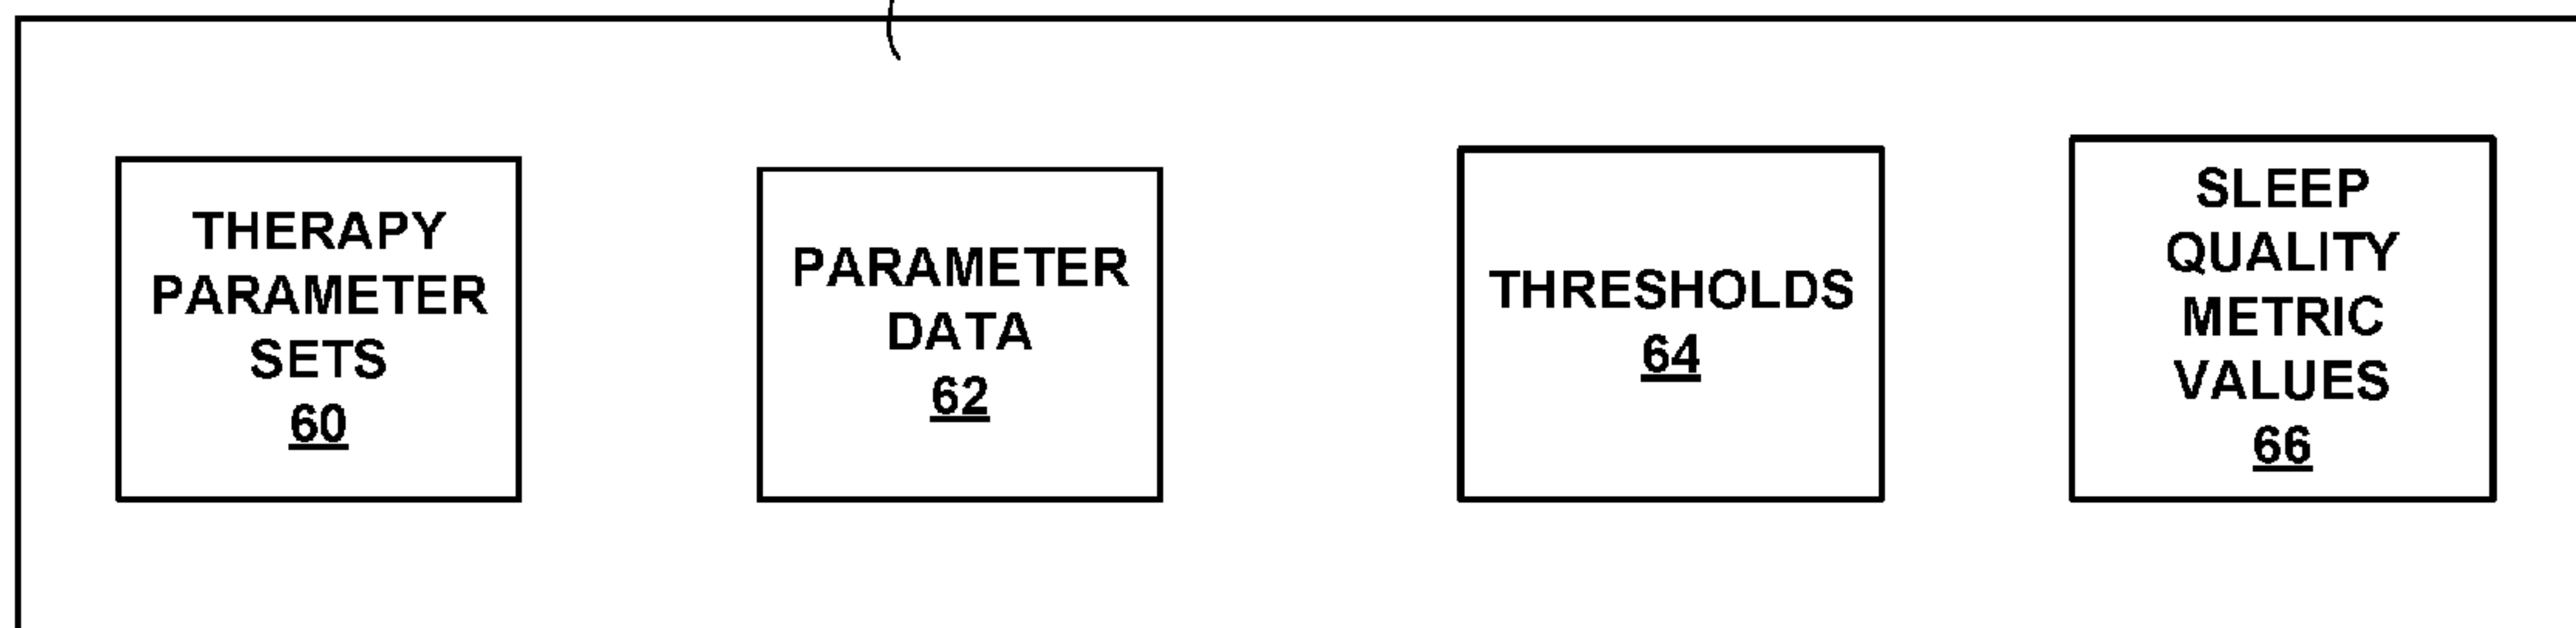 THERAPY
PARAMETER
SETS
60
PARAMETER
DATA
62
THRESHOLDS
64
SLEEP
QUALITY
METRIC
VALUES
66